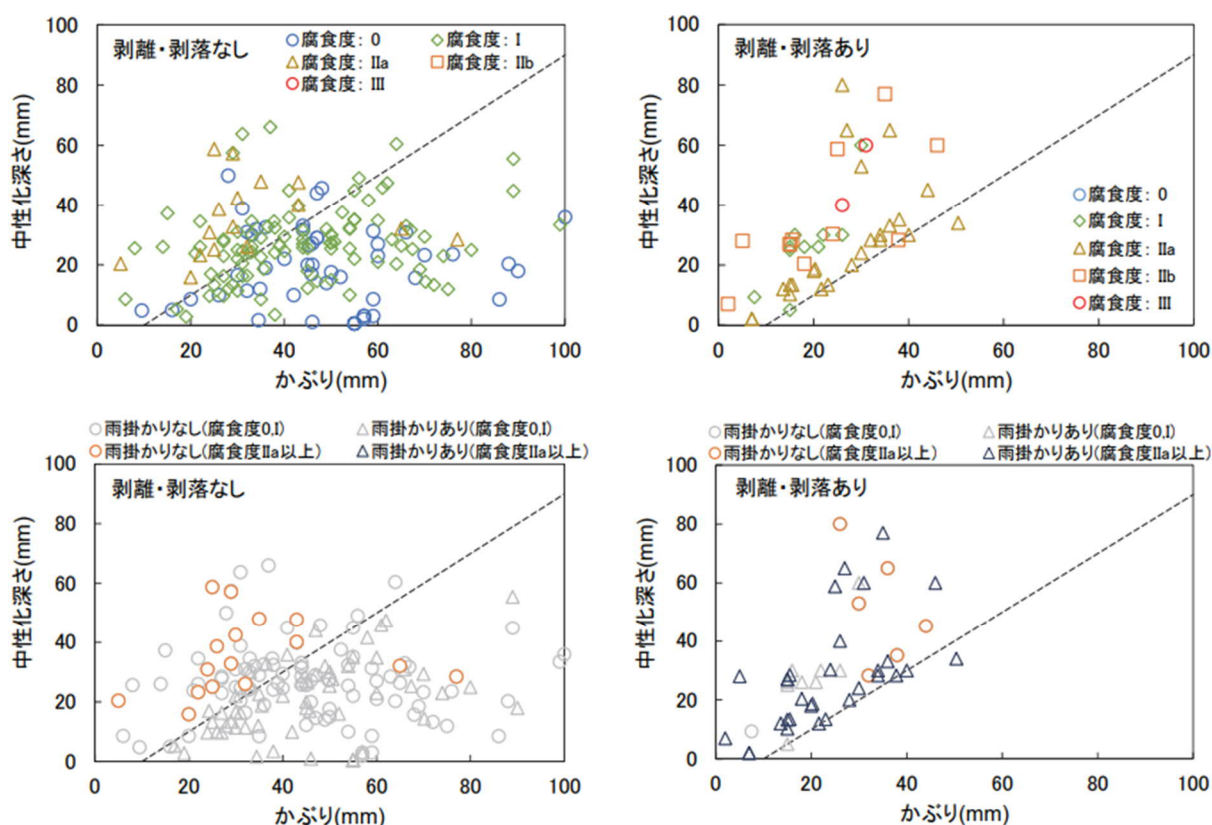 剥離・剥落なし
腐食度: 0
腐食度: I
腐食度: IIa
腐食度: IIb
腐食度: III
中性化深さ(mm)
100
80
60
40
20
0
0 20 40 60 80 100
かぶり(mm)
剥離・剥落あり
腐食度: 0
腐食度: I
腐食度: IIa
腐食度: IIb
腐食度: III
中性化深さ(mm)
100
80
60
40
20
0
0 20 40 60 80 100
かぶり(mm)
雨掛かりなし(腐食度0,I) 雨掛かりあり(腐食度0,I)
雨掛かりなし(腐食度IIa以上) 雨掛かりあり(腐食度IIa以上)
剥離・剥落なし
中性化深さ(mm)
100
80
60
40
20
0
0 20 40 60 80 100
かぶり(mm)
雨掛かりなし(腐食度0,I) 雨掛かりあり(腐食度0,I)
雨掛かりなし(腐食度IIa以上) 雨掛かりあり(腐食度IIa以上)
剥離・剥落あり
中性化深さ(mm)
100
80
60
40
20
0
0 20 40 60 80 100
かぶり(mm)